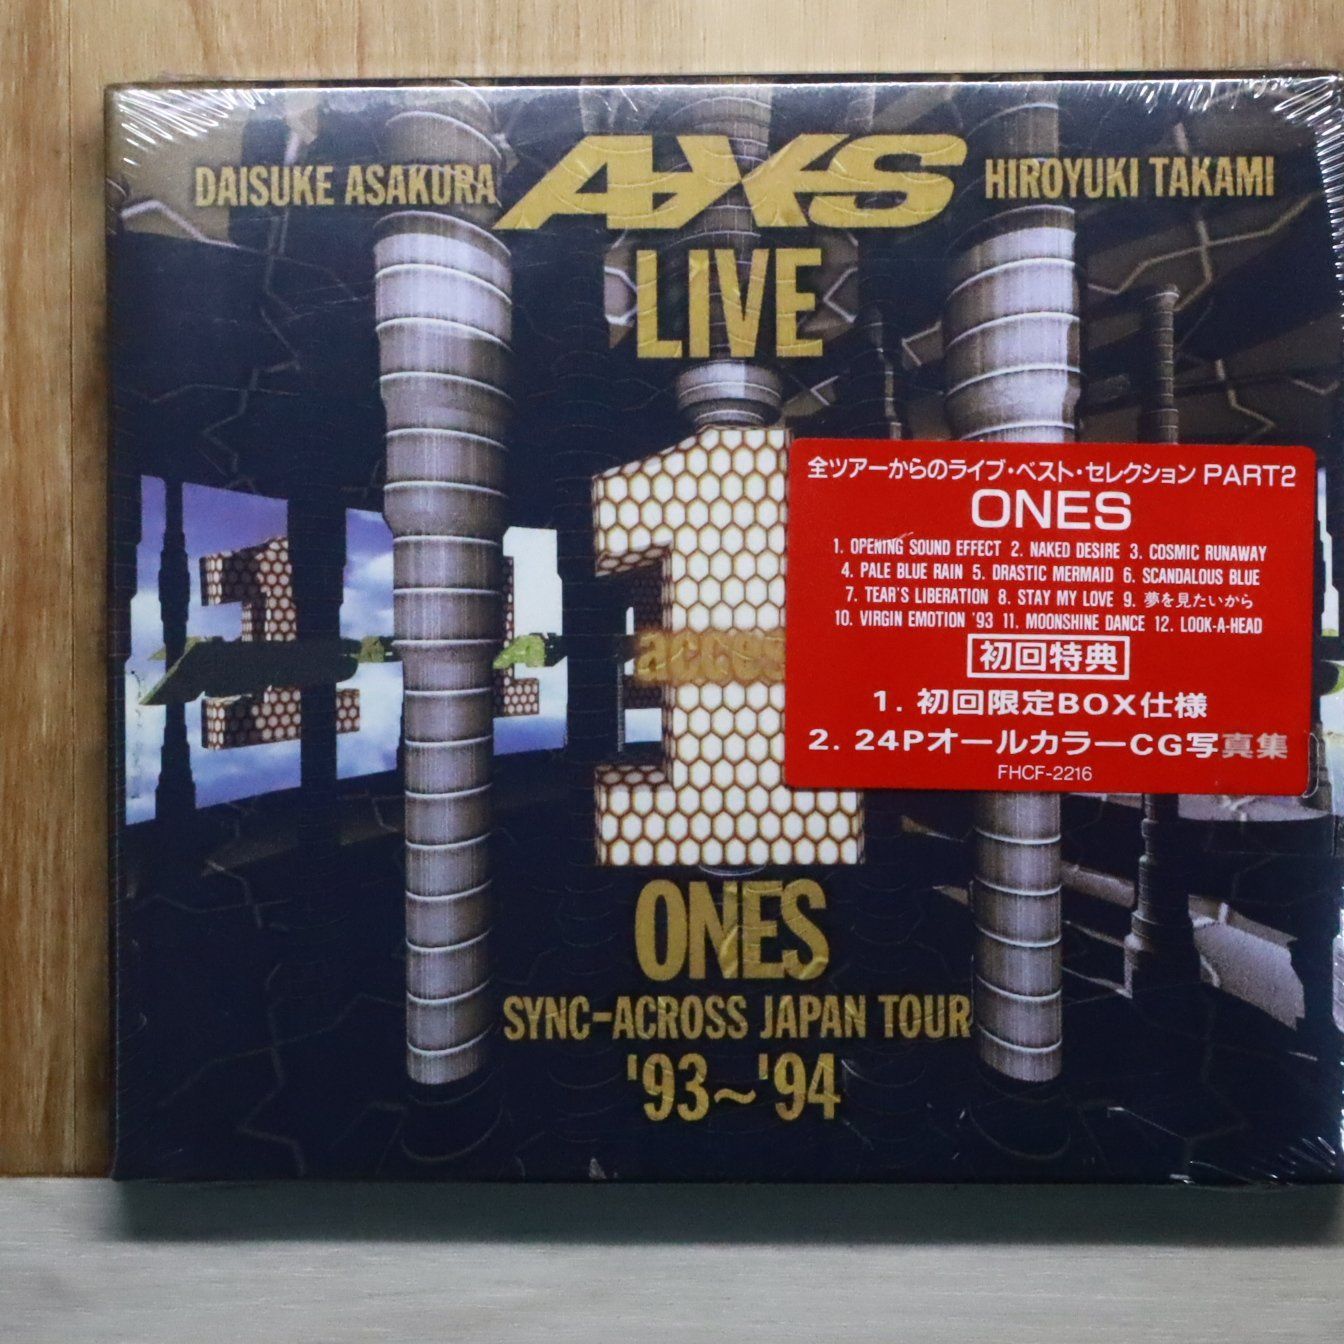 DAISUKE ASAKURA AXS HIROYUKI TAKAMI
LIVE
全ツアーからのライブ・ベスト・セレクション PART2
ONES
1. OPENING SOUND EFFECT 2. NAKED DESIRE 3. COSMIC RUNAWAY
4. PALE BLUE RAIN 5. DRASTIC MERMAID 6. SCANDALOUS BLUE
7. TEAR'S LIBERATION 8. STAY MY LOVE 9. 夢を見たいから
10. VIRGIN EMOTION '93 11. MOONSHINE DANCE 12. LOOK-A-HEAD
初回特典
1. 初回限定BOX仕様
2. 24PオールカラーCG写真集
FHCF-2216
ONES
SYNC-ACROSS JAPAN TOUR
'93~'94